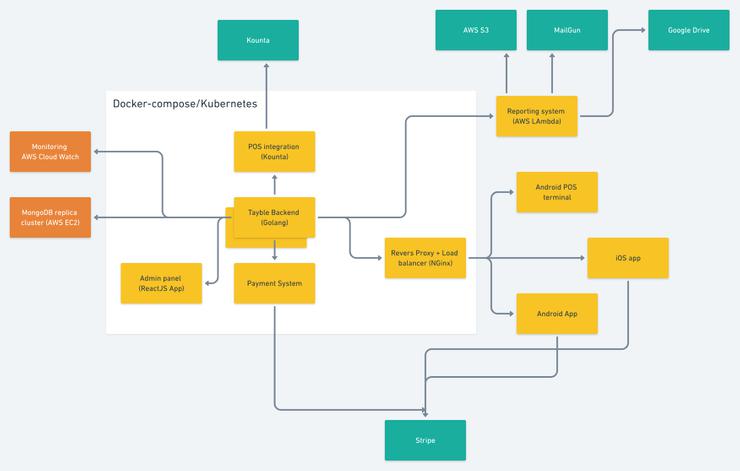 AWS S3
MailGun
Google Drive
Kounta
Docker-compose/Kubernetes
Reporting system
(AWS LAmbda)
Monitoring
AWS Cloud Watch
POS integration
(Kounta)
Android POS
terminal
MongoDB replica
cluster (AWS EC2)
Tayble Backend
(Golang)
Revers Proxy + Load
balancer (NGinx)
iOS app
Admin panel
(ReactJS App)
Payment System
Android App
Stripe